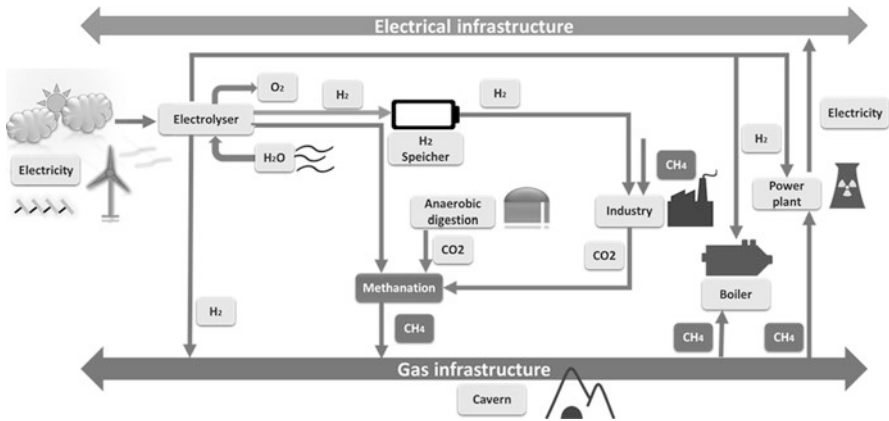 Electrical infrastructure
O₂
H₂
H₂
Electrolyser
Electricity
H₂
Speicher
H₂O
Electricity
H₂
CH₄
Power
plant
Anaerobic
digestion
Industry
CO2
CO2
Methanation
Boiler
H₂
CH₄
CH₄
CH₄
Gas infrastructure
Cavern